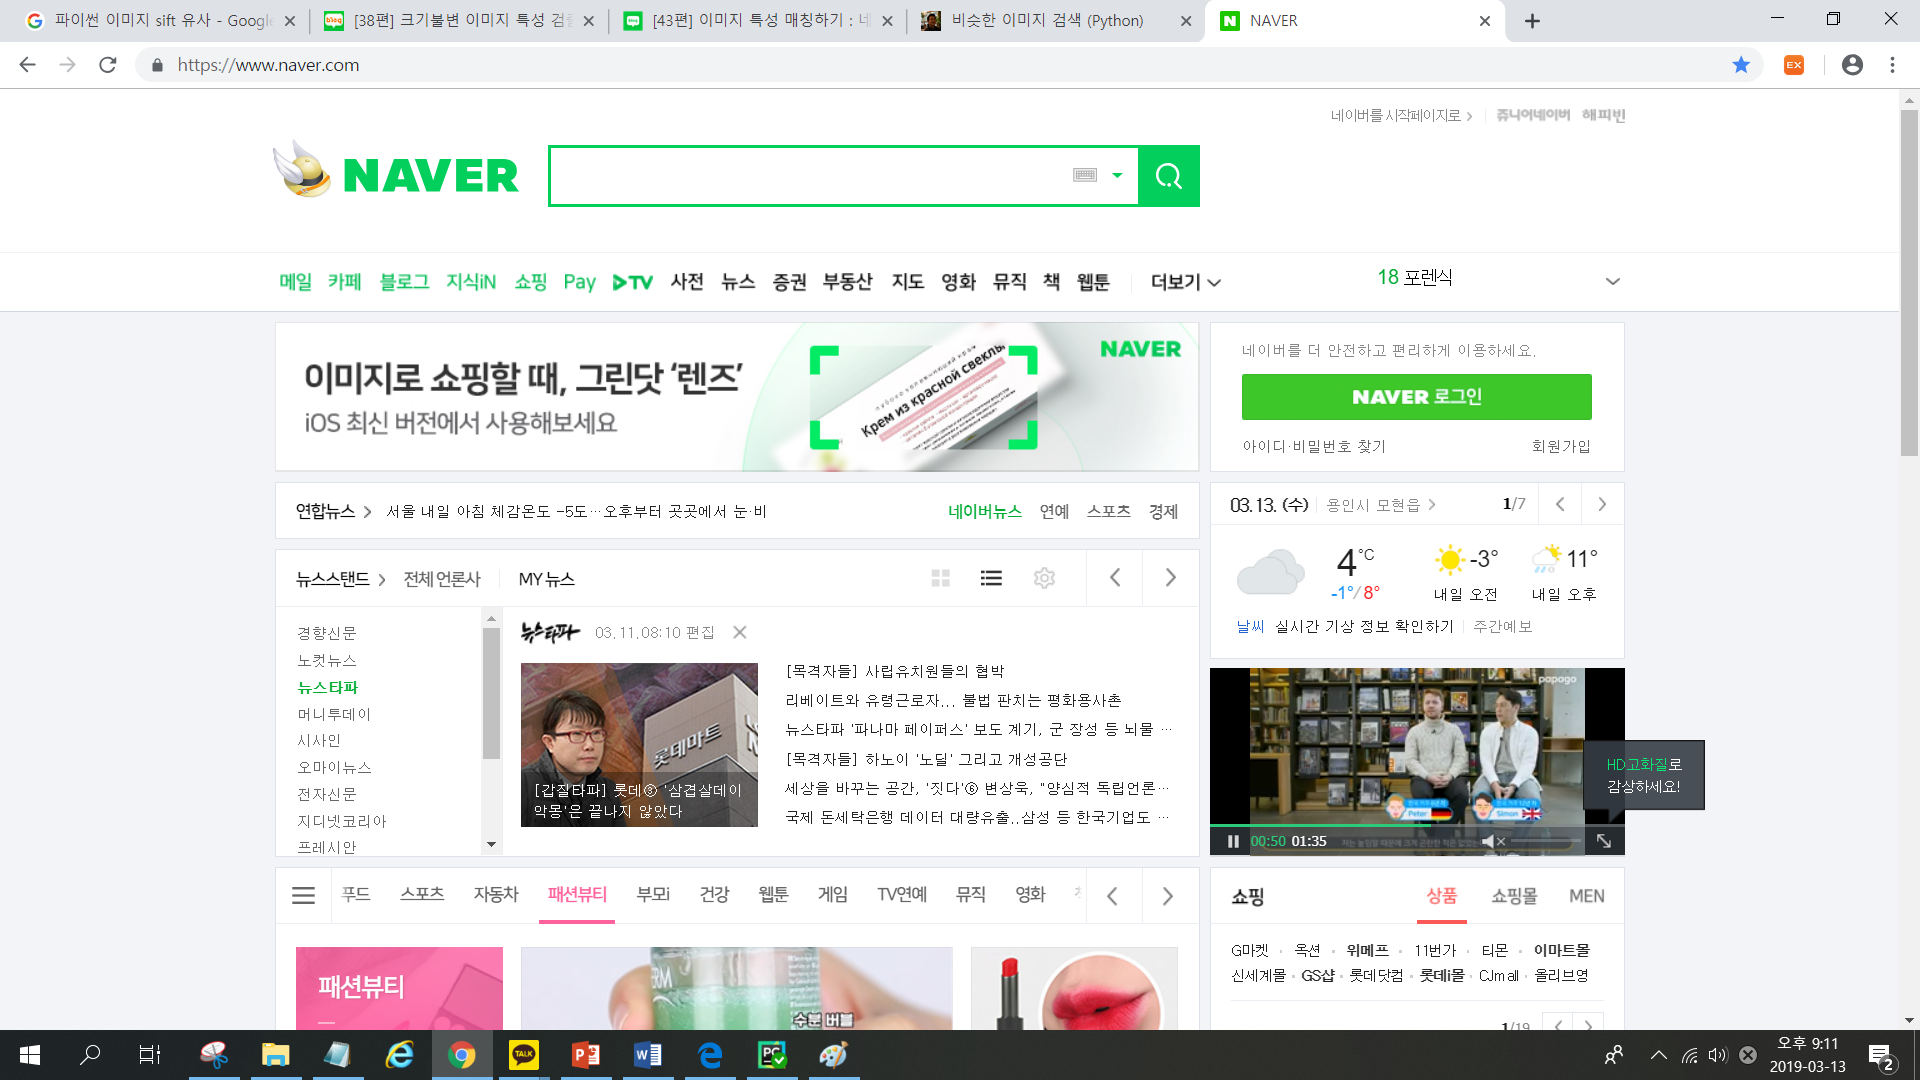 파이썬 이미지 sift 유사 - Google
[38편] 크기불변 이미지 특성 검출
[43편] 이미지 특성 매칭하기 : 네
비슷한 이미지 검색 (Python)
NAVER
https://www.naver.com
네이버를 시작페이지로
쥬니어네이버 해피빈
NAVER
메일 카페 블로그 지식iN 쇼핑 Pay TV 사전 뉴스 증권 부동산 지도 영화 뮤직 책 웹툰 더보기
18 포렌식
이미지로 쇼핑할 때, 그린닷 '렌즈'
iOS 최신 버전에서 사용해보세요
Крем из красной свеклы
NAVER
네이버를 더 안전하고 편리하게 이용하세요.
NAVER 로그인
아이디·비밀번호 찾기 회원가입
연합뉴스 서울 내일 아침 체감온도 -5도…오후부터 곳곳에서 눈·비
네이버뉴스 연예 스포츠 경제
03.13. (수) 용인시 모현읍 1/7
4°C
-1°/8°
-3°
내일 오전
11°
내일 오후
날씨 실시간 기상 정보 확인하기 주간예보
뉴스스탠드 전체 언론사 MY 뉴스
경향신문
노컷뉴스
뉴스타파
머니투데이
시사인
오마이뉴스
전자신문
지디넷코리아
프레시안
뉴스타파 03.11.08:10 편집
롯데마트
[갑질타파] 롯데⑥ '삼겹살데이
악몽'은 끝나지 않았다
[목격자들] 사립유치원들의 협박
리베이트와 유령근로자... 불법 판치는 평화용사촌
뉴스타파 '파나마 페이퍼스' 보도 계기, 군 장성 등 뇌물 …
[목격자들] 하노이 '노딜' 그리고 개성공단
세상을 바꾸는 공간, '짓다'⑥ 변상욱, "양심적 독립언론…
국제 돈세탁은행 데이터 대량유출..삼성 등 한국기업도 …
papago
Peter
Simon
HD고화질로
감상하세요!
00:50 01:35
푸드 스포츠 자동차 패션뷰티 부모i 건강 웹툰 게임 TV연예 뮤직 영화
쇼핑 상품 쇼핑몰 MEN
G마켓 · 옥션 · 위메프 · 11번가 · 티몬 · 이마트몰
신세계몰 · GS샵 · 롯데닷컴 · 롯데i몰 · CJmall · 올리브영
패션뷰티
수분 버블
1/19
TALK
오후 9:11
2019-03-13
2